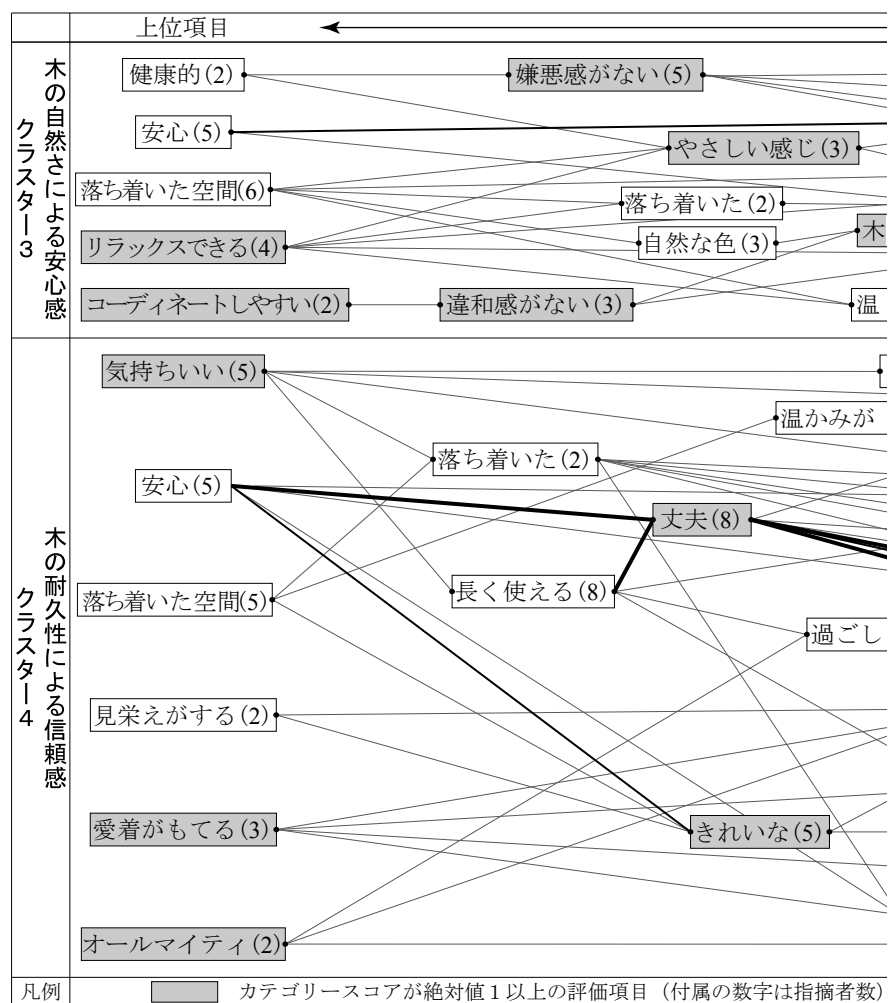 上位項目
木の自然さによる安心感
クラスター3
健康的(2)
嫌悪感がない(5)
安心(5)
やさしい感じ(3)
落ち着いた空間(6)
落ち着いた(2)
木
リラックスできる(4)
自然な色(3)
コーディネートしやすい(2)
違和感がない(3)
温
木の耐久性による信頼感
クラスター4
気持ちいい(5)
温かみが
落ち着いた(2)
安心(5)
丈夫(8)
落ち着いた空間(5)
長く使える(8)
過ごし
見栄えがする(2)
愛着がもてる(3)
きれいな(5)
オールマイティ(2)
凡例
カテゴリースコアが絶対値1以上の評価項目（付属の数字は指摘者数)